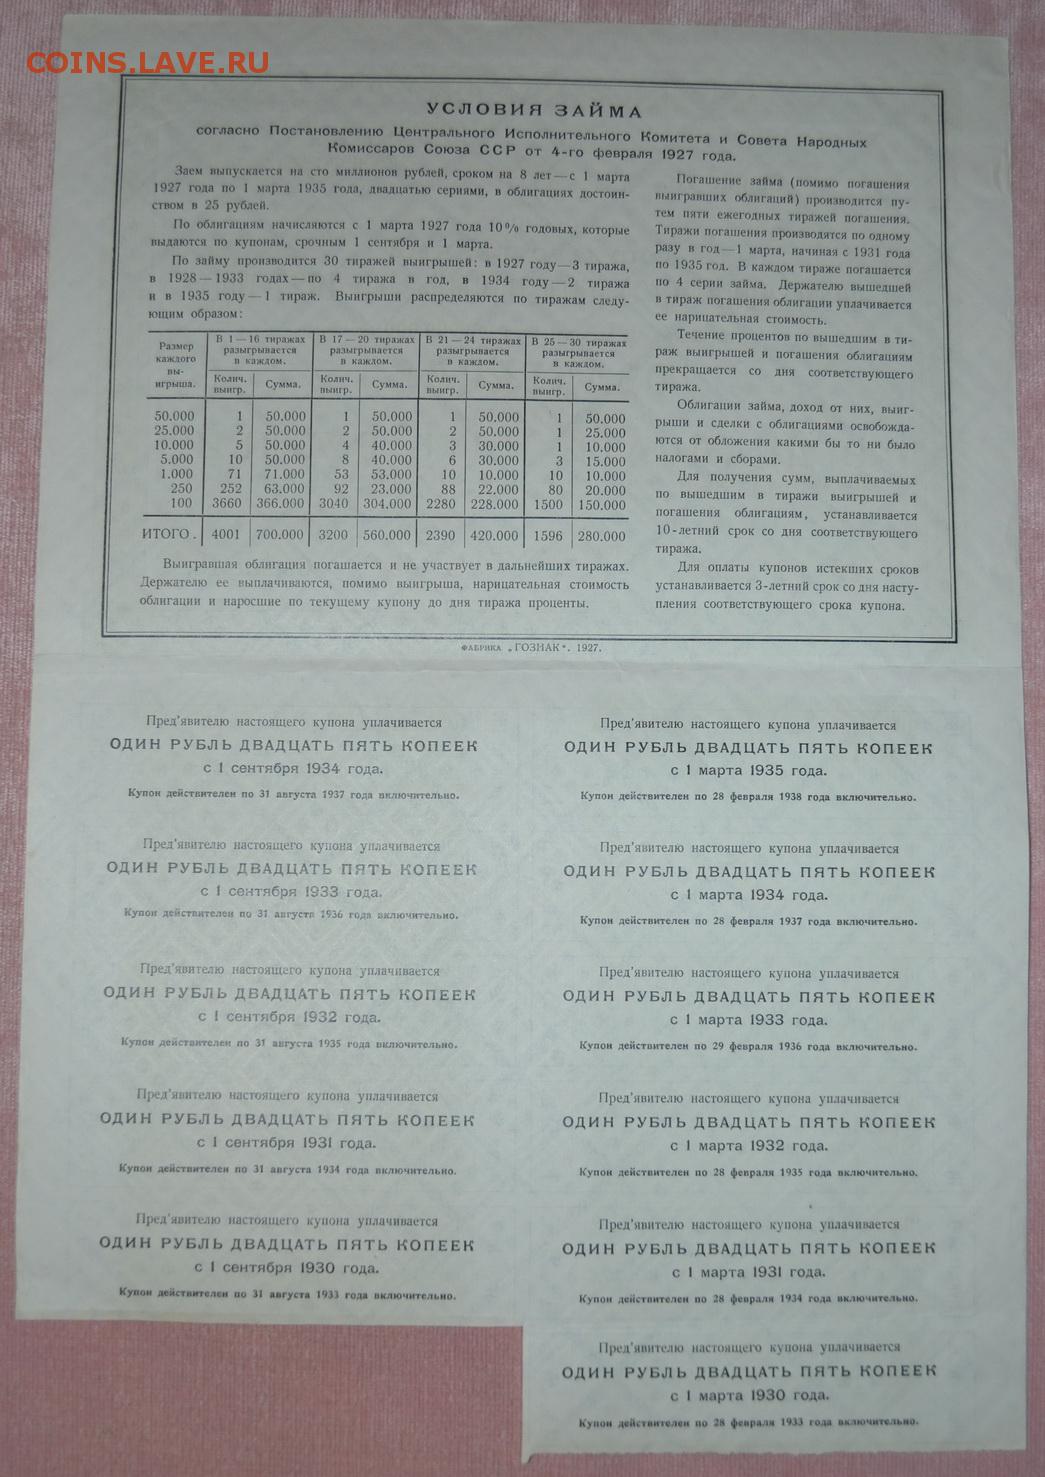 COINS.LAVE.RU
УСЛОВИЯ ЗАЙМА
согласно Постановлению Центрального Исполнительного Комитета и Совета Народных
Комиссаров Союза ССР от 4-го февраля 1927 года.
Заем выпускается на сто миллионов рублей, сроком на 8 лет — с 1 марта
1927 года по 1 марта 1935 года, двадцатью сериями, в облигациях достоин-
ством в 25 рублей.
По облигациям начисляются с 1 марта 1927 года 10% годовых, которые
выдаются по купонам, срочным 1 сентября и 1 марта.
По займу производится 30 тиражей выигрышей: в 1927 году — 3 тиража,
в 1928 — 1933 годах — по 4 тиража в год, в 1934 году — 2 тиража
и в 1935 году — 1 тираж. Выигрыши распределяются по тиражам следу-
ющим образом:
Размер каждого вы- игрыша. | В 1 — 16 тиражах разыгрывается в каждом. | В 17 — 20 тиражах разыгрывается в каждом. | В 21 — 24 тиражах разыгрывается в каждом. | В 25 — 30 тиражах разыгрывается в каждом.
Колич. выигр. | Сумма. | Колич. выигр. | Сумма. | Колич. выигр. | Сумма. | Колич. выигр. | Сумма.
50.000 | 1 | 50.000 | 1 | 50.000 | 1 | 50.000 | 1 | 50.000
25.000 | 2 | 50.000 | 2 | 50.000 | 2 | 50.000 | 1 | 25.000
10.000 | 5 | 50.000 | 4 | 40.000 | 3 | 30.000 | 1 | 10.000
5.000 | 10 | 50.000 | 8 | 40.000 | 6 | 30.000 | 3 | 15.000
1.000 | 71 | 71.000 | 53 | 53.000 | 10 | 10.000 | 10 | 10.000
250 | 252 | 63.000 | 92 | 23.000 | 88 | 22.000 | 80 | 20.000
100 | 3660 | 366.000 | 3040 | 304.000 | 2280 | 228.000 | 1500 | 150.000
ИТОГО . | 4001 | 700.000 | 3200 | 560.000 | 2390 | 420.000 | 1596 | 280.000
Выигравшая облигация погашается и не участвует в дальнейших тиражах.
Держателю ее выплачиваются, помимо выигрыша, нарицательная стоимость
облигации и наросшие по текущему купону до дня тиража проценты.
Погашение займа (помимо погашения
выигравших облигаций) производится пу-
тем пяти ежегодных тиражей погашения.
Тиражи погашения производятся по одному
разу в год — 1 марта, начиная с 1931 года
по 1935 год. В каждом тираже погашается
по 4 серии займа. Держателю вышедшей
в тираж погашения облигации уплачивается
ее нарицательная стоимость.
Течение процентов по вышедшим в ти-
раж выигрышей и погашения облигациям
прекращается со дня соответствующего
тиража.
Облигации займа, доход от них, выиг-
рыши и сделки с облигациями освобожда-
ются от обложения какими бы то ни было
налогами и сборами.
Для получения сумм, выплачиваемых
по вышедшим в тиражи выигрышей и
погашения облигациям, устанавливается
10-летний срок со дня соответствующего
тиража.
Для оплаты купонов истекших сроков
устанавливается 3-летний срок со дня насту-
пления соответствующего срока купона.
ФАБРИКА „ГОЗНАК“. 1927.
Пред'явителю настоящего купона уплачивается
ОДИН РУБЛЬ ДВАДЦАТЬ ПЯТЬ КОПЕЕК
с 1 сентября 1934 года.
Купон действителен по 31 августа 1937 года включительно.
Пред'явителю настоящего купона уплачивается
ОДИН РУБЛЬ ДВАДЦАТЬ ПЯТЬ КОПЕЕК
с 1 марта 1935 года.
Купон действителен по 28 февраля 1938 года включительно.
Пред'явителю настоящего купона уплачивается
ОДИН РУБЛЬ ДВАДЦАТЬ ПЯТЬ КОПЕЕК
с 1 сентября 1933 года.
Купон действителен по 31 августа 1936 года включительно.
Пред'явителю настоящего купона уплачивается
ОДИН РУБЛЬ ДВАДЦАТЬ ПЯТЬ КОПЕЕК
с 1 марта 1934 года.
Купон действителен по 28 февраля 1937 года включительно.
Пред'явителю настоящего купона уплачивается
ОДИН РУБЛЬ ДВАДЦАТЬ ПЯТЬ КОПЕЕК
с 1 сентября 1932 года.
Купон действителен по 31 августа 1935 года включительно.
Пред'явителю настоящего купона уплачивается
ОДИН РУБЛЬ ДВАДЦАТЬ ПЯТЬ КОПЕЕК
с 1 марта 1933 года.
Купон действителен по 29 февраля 1936 года включительно.
Пред'явителю настоящего купона уплачивается
ОДИН РУБЛЬ ДВАДЦАТЬ ПЯТЬ КОПЕЕК
с 1 сентября 1931 года.
Купон действителен по 31 августа 1934 года включительно.
Пред'явителю настоящего купона уплачивается
ОДИН РУБЛЬ ДВАДЦАТЬ ПЯТЬ КОПЕЕК
с 1 марта 1932 года.
Купон действителен по 28 февраля 1935 года включительно.
Пред'явителю настоящего купона уплачивается
ОДИН РУБЛЬ ДВАДЦАТЬ ПЯТЬ КОПЕЕК
с 1 сентября 1930 года.
Купон действителен по 31 августа 1933 года включительно.
Пред'явителю настоящего купона уплачивается
ОДИН РУБЛЬ ДВАДЦАТЬ ПЯТЬ КОПЕЕК
с 1 марта 1931 года.
Купон действителен по 28 февраля 1934 года включительно.
Пред'явителю настоящего купона уплачивается
ОДИН РУБЛЬ ДВАДЦАТЬ ПЯТЬ КОПЕЕК
с 1 марта 1930 года.
Купон действителен по 28 февраля 1933 года включительно.